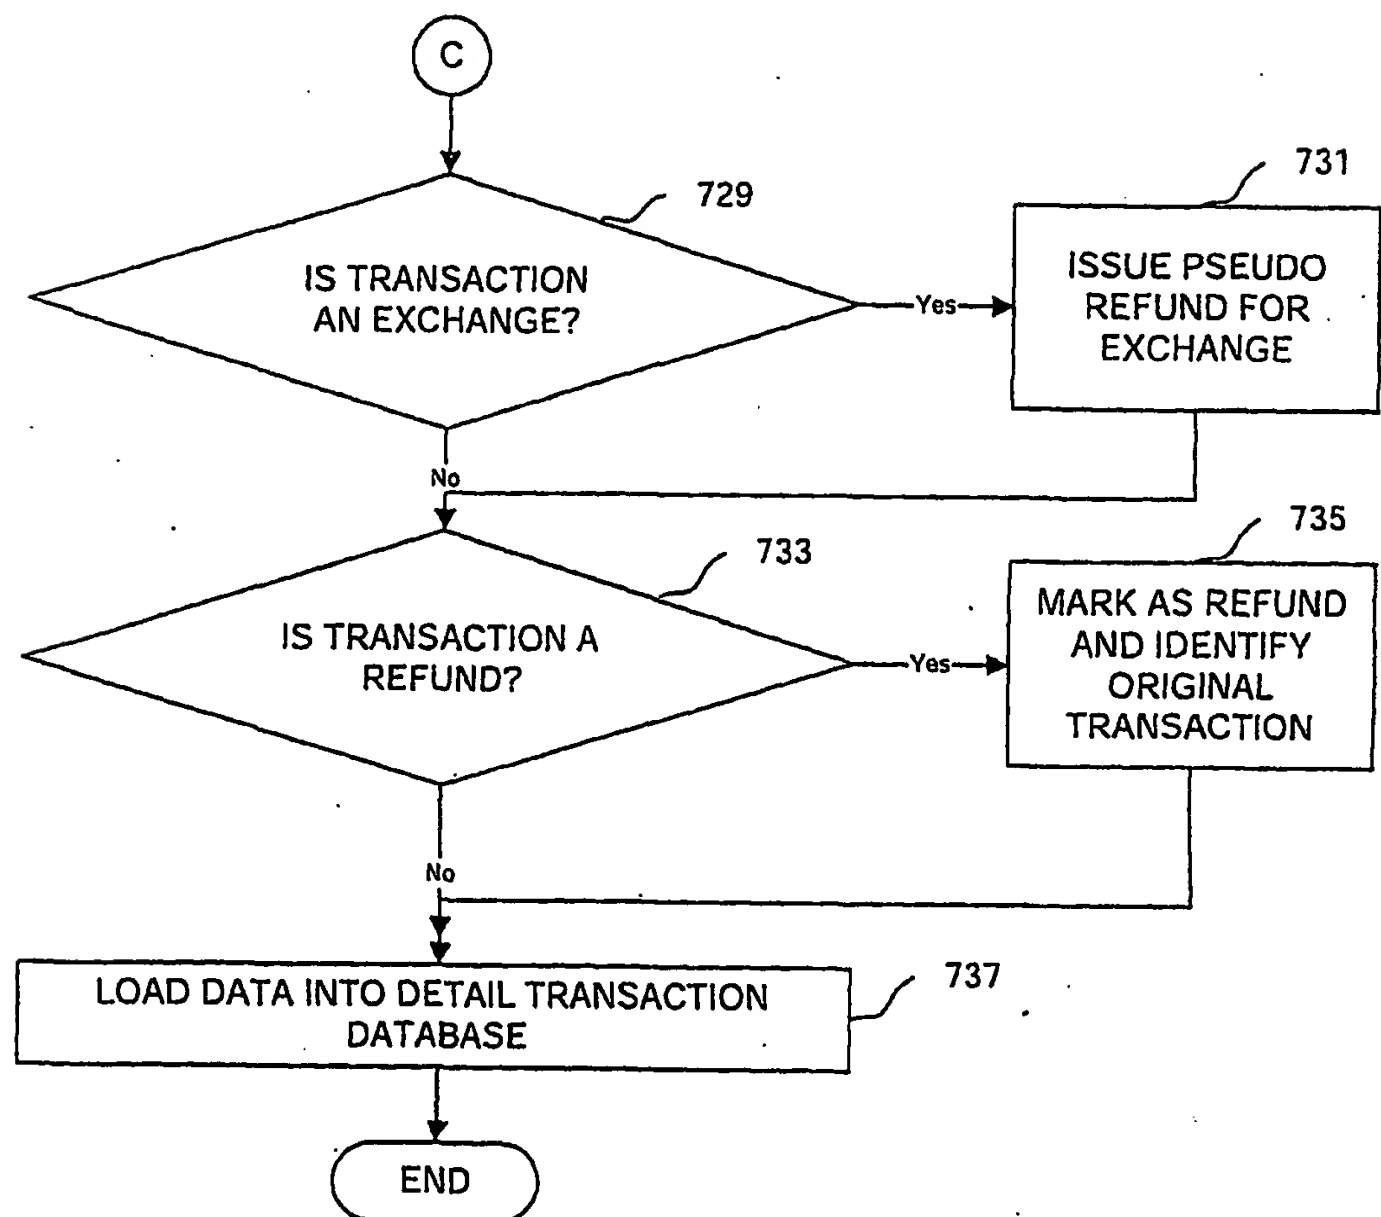 C
729
IS TRANSACTION
AN EXCHANGE?
Yes
731
ISSUE PSEUDO
REFUND FOR
EXCHANGE
No
733
IS TRANSACTION A
REFUND?
Yes
735
MARK AS REFUND
AND IDENTIFY
ORIGINAL
TRANSACTION
No
LOAD DATA INTO DETAIL TRANSACTION
DATABASE
737
END